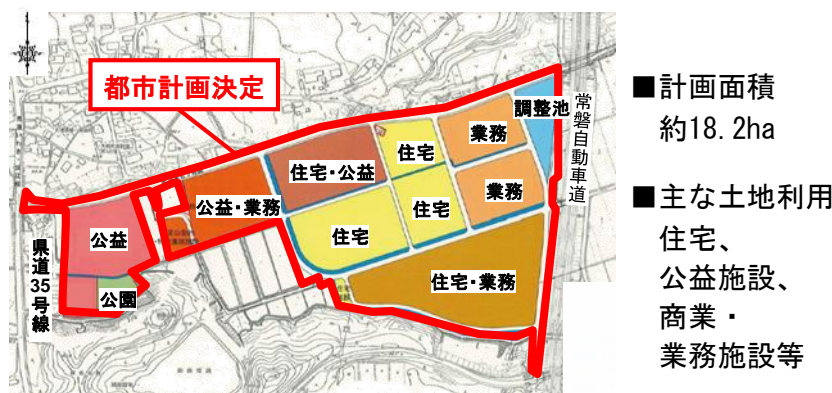 都市計画決定
調整池
常磐自動車道
業務
住宅
住宅・公益
業務
公益・業務
住宅
公益
住宅
住宅・業務
公園
県道35号線
■計画面積
約18.2ha
■主な土地利用
住宅、
公益施設、
商業・
業務施設等